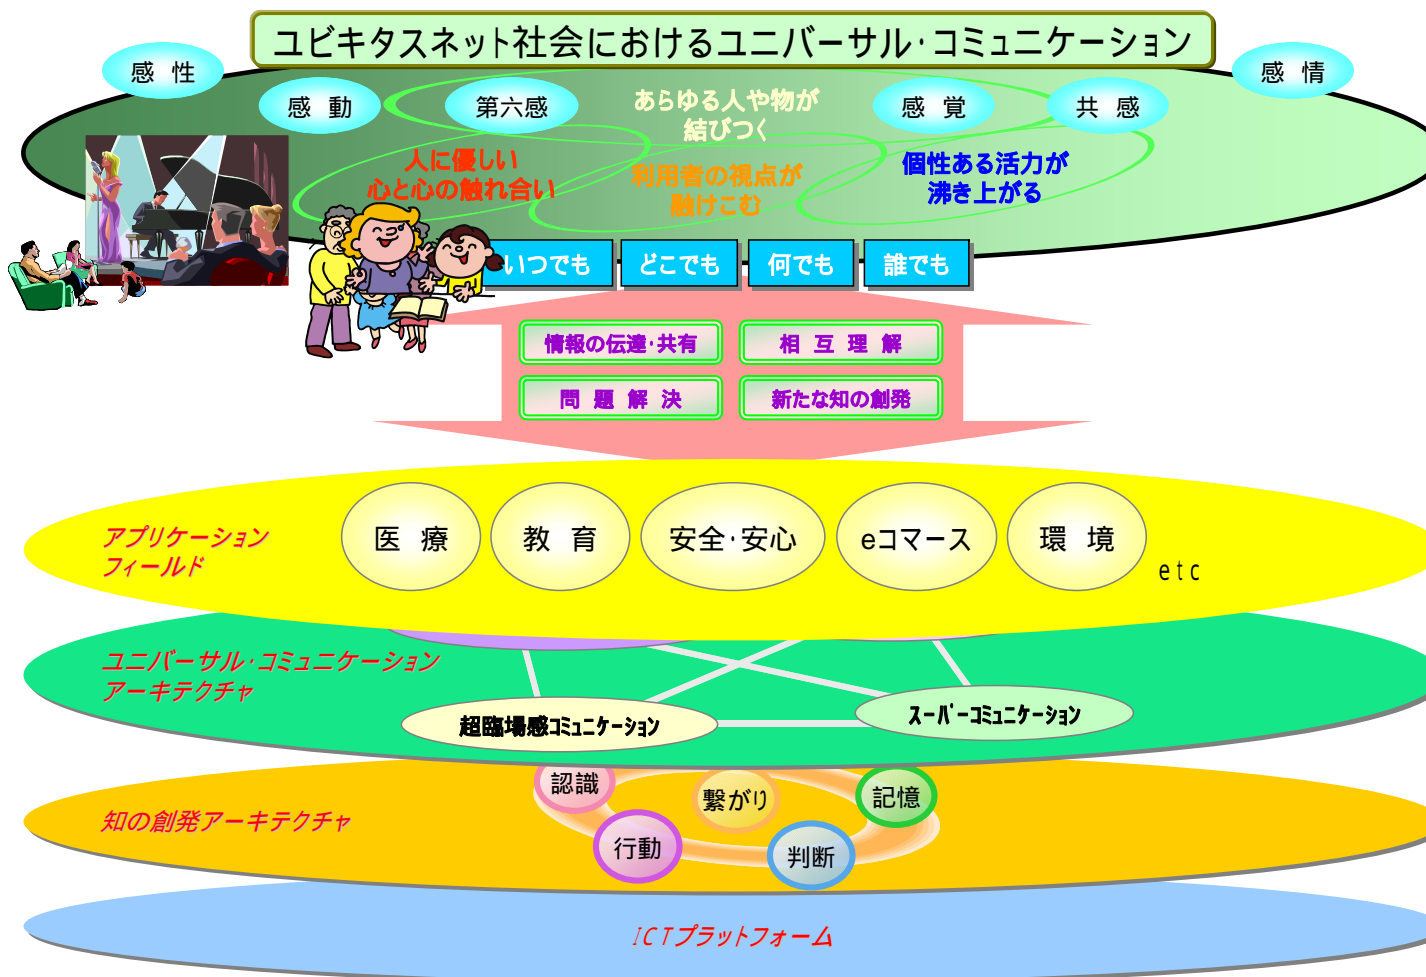 ユビキタスネット社会におけるユニバーサル・コミュニケーション
感性
感情
感動
第六感
あらゆる人や物が
結びつく
感覚
共感
人に優しい
心と心の触れ合い
利用者の視点が
融けこむ
個性ある活力が
沸き上がる
いつでも
どこでも
何でも
誰でも
情報の伝達・共有
相互理解
問題解決
新たな知の創発
アプリケーション
フィールド
医療
教育
安全・安心
eコマース
環境
etc
ユニバーサル・コミュニケーション
アーキテクチャ
超臨場感コミュニケーション
スーパーコミュニケーション
知の創発アーキテクチャ
認識
繋がり
記憶
行動
判断
ICTプラットフォーム